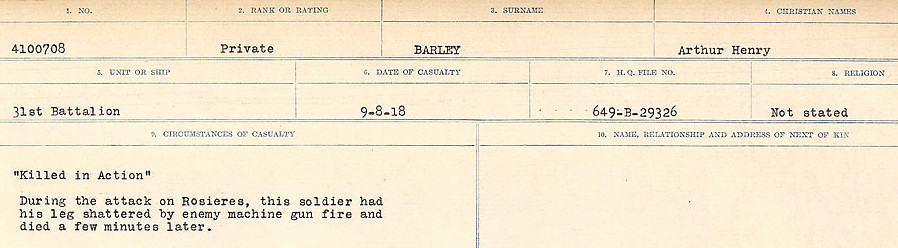 1. NO. 2. RANK OR RATING 3. SURNAME 4. CHRISTIAN NAMES
4100708 Private BARLEY Arthur Henry
5. UNIT OR SHIP 6. DATE OF CASUALTY 7. H.Q. FILE NO. 8. RELIGION
31st Battalion 9-8-18 649-B-29326 Not stated
9. CIRCUMSTANCES OF CASUALTY 10. NAME, RELATIONSHIP AND ADDRESS OF NEXT OF KIN
"Killed in Action"
During the attack on Rosieres, this soldier had
his leg shattered by enemy machine gun fire and
died a few minutes later.